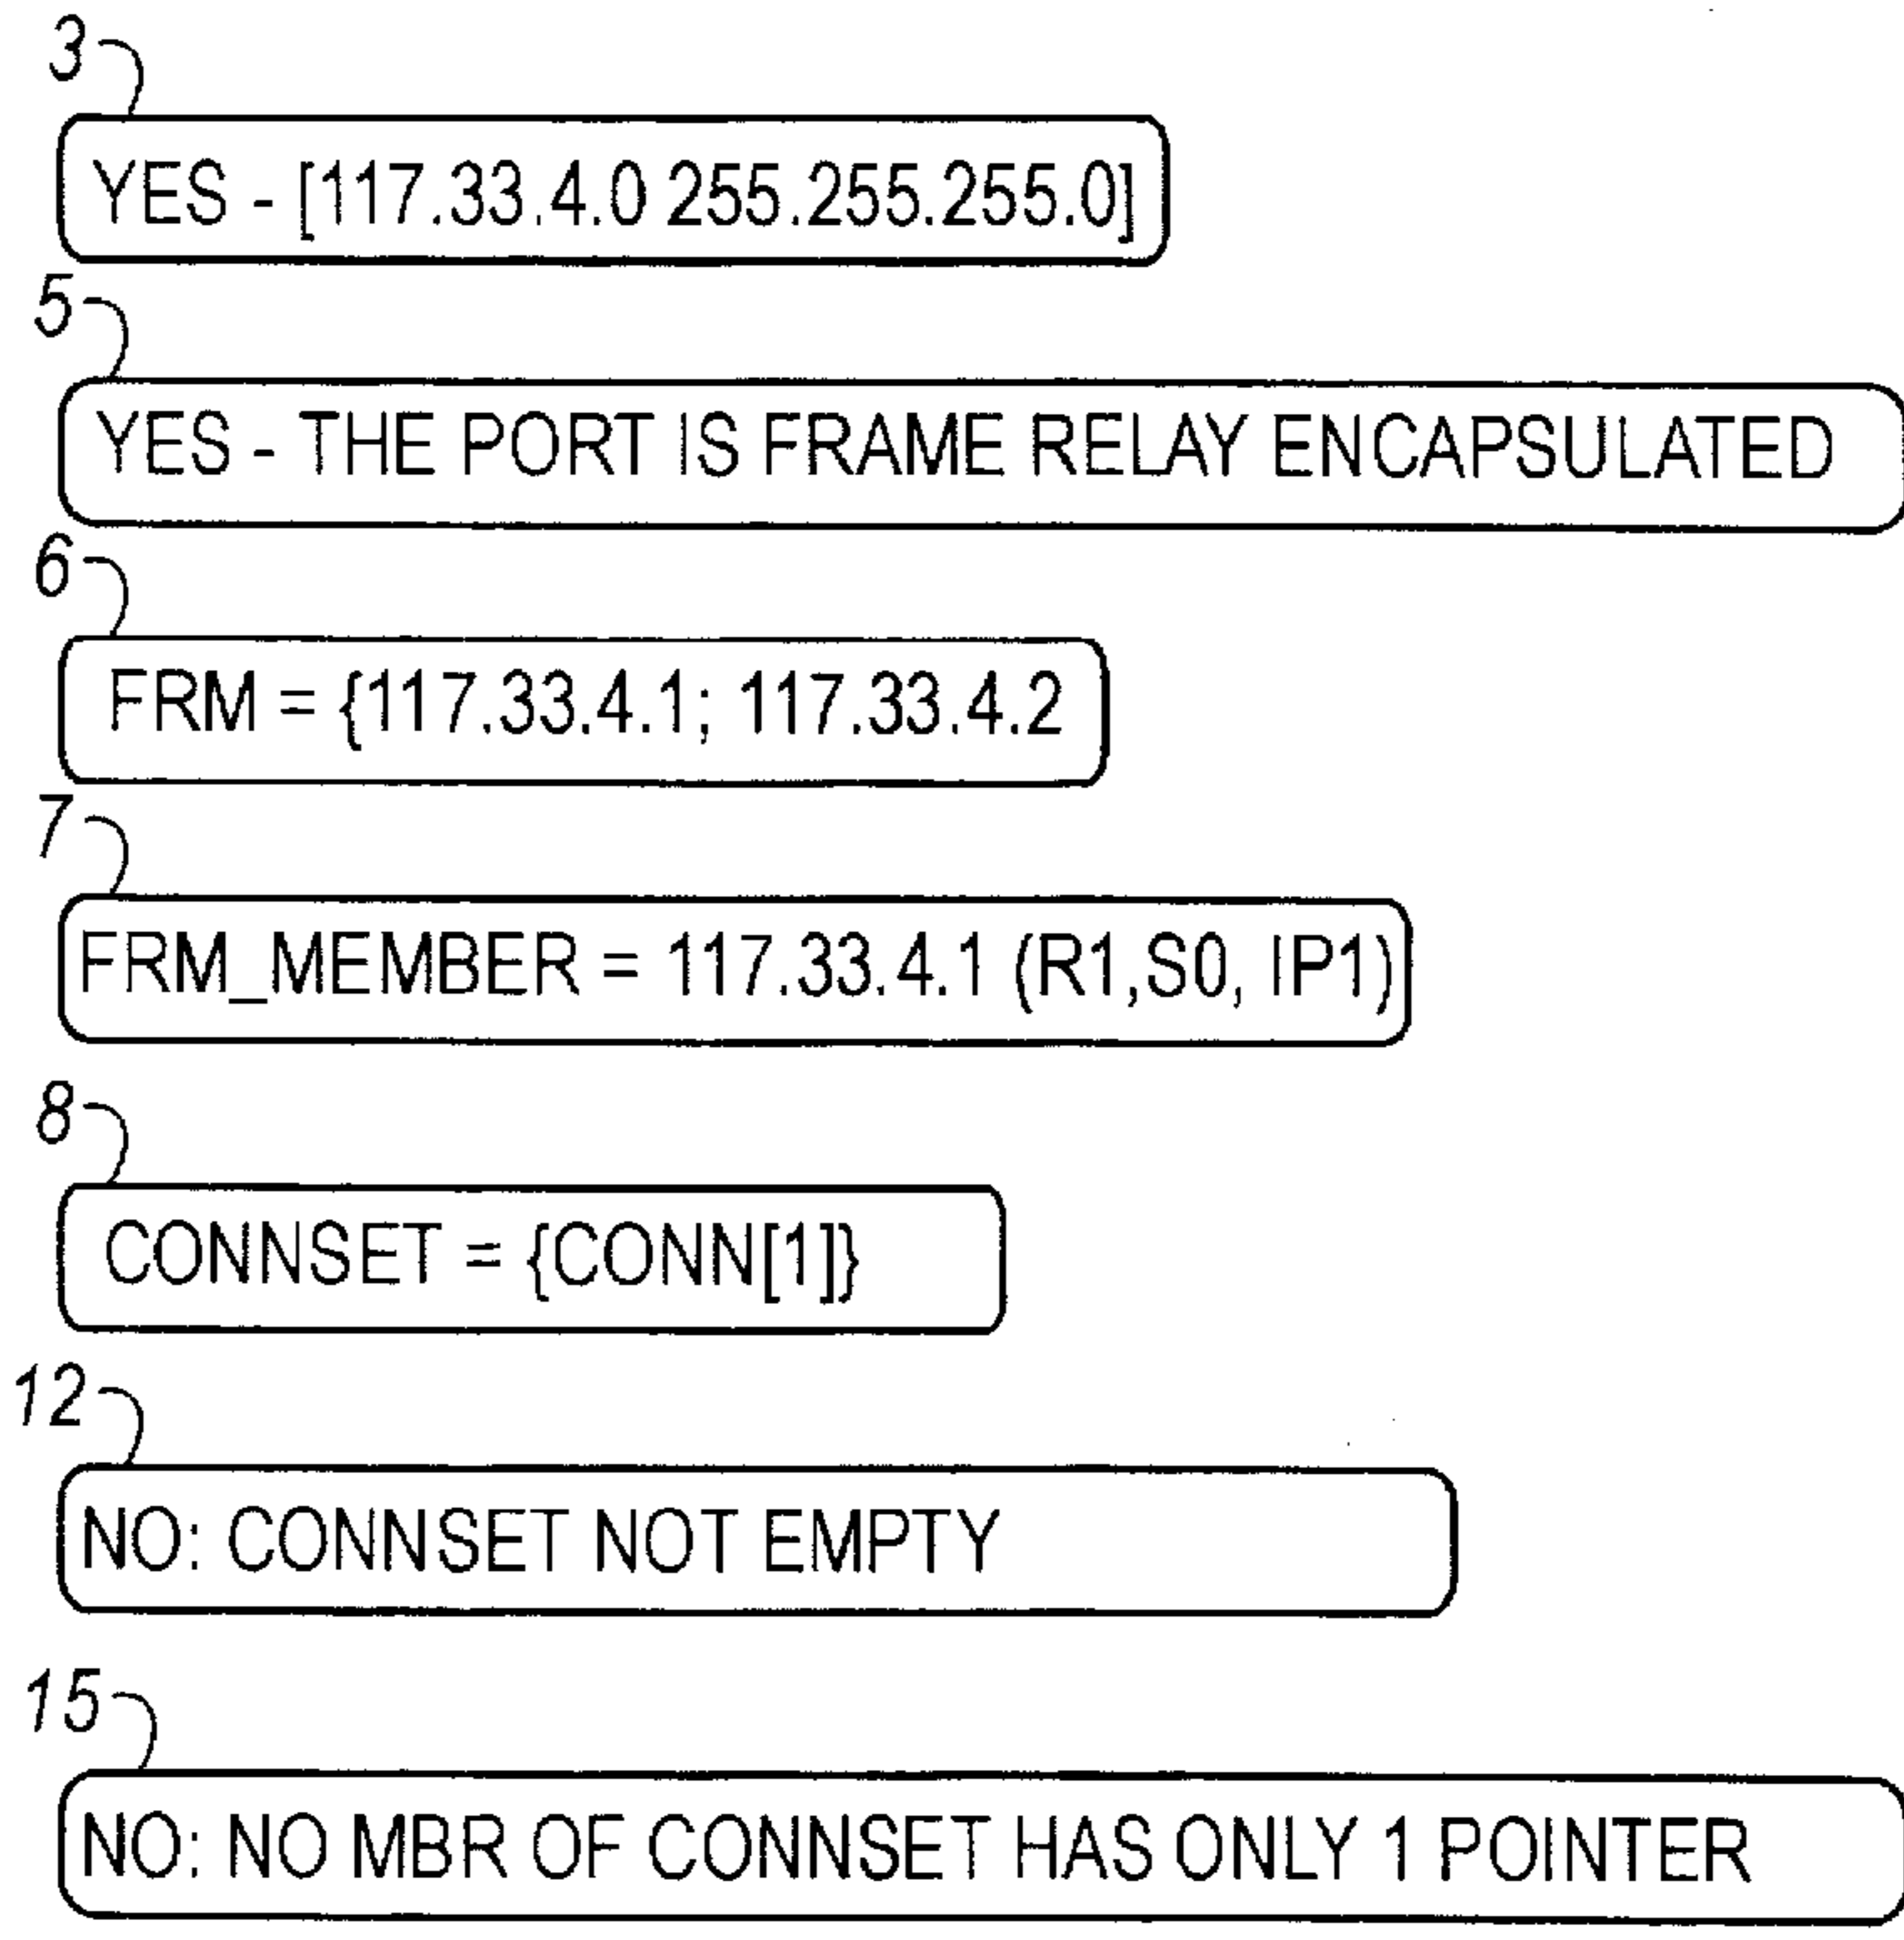 3
YES - [117.33.4.0 255.255.255.0]
5
YES - THE PORT IS FRAME RELAY ENCAPSULATED
6
FRM = {117.33.4.1; 117.33.4.2
7
FRM_MEMBER = 117.33.4.1 (R1,S0, IP1)
8
CONNSET = {CONN[1]}
12
NO: CONNSET NOT EMPTY
15
NO: NO MBR OF CONNSET HAS ONLY 1 POINTER